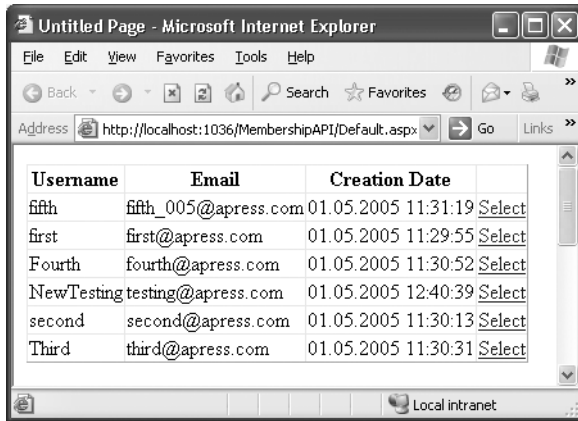 Untitled Page - Microsoft Internet Explorer
File Edit View Favorites Tools Help
Back Search Favorites »
Address http://localhost:1036/MembershipAPI/Default.aspx Go Links »
Username Email Creation Date
fifth fifth_005@apress.com 01.05.2005 11:31:19 Select
first first@apress.com 01.05.2005 11:29:55 Select
Fourth fourth@apress.com 01.05.2005 11:30:52 Select
NewTesting testing@apress.com 01.05.2005 12:40:39 Select
second second@apress.com 01.05.2005 11:30:13 Select
Third third@apress.com 01.05.2005 11:30:31 Select
Local intranet